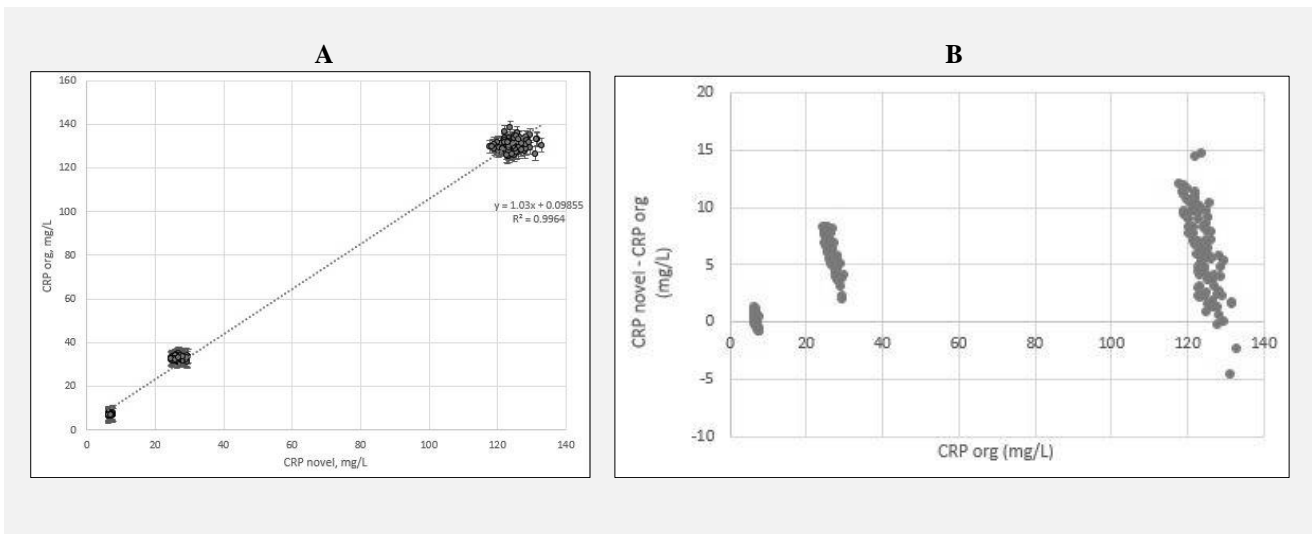 A
160
140
120
100
80
60
40
20
0
CRP org, mg/L
y = 1.03x + 0.09855
R² = 0.9964
0 20 40 60 80 100 120 140
CRP novel, mg/L
B
20
15
10
5
0
-5
-10
CRP novel - CRP org
(mg/L)
0 20 40 60 80 100 120 140
CRP org (mg/L)